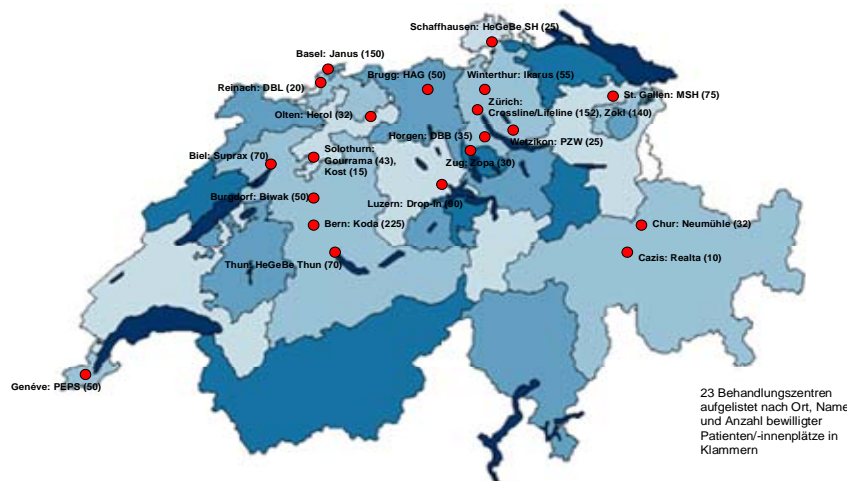 Schaffhausen: HeGeBe SH (25)
Basel: Janus (150)
Brugg: HAG (50)
Winterthur: Ikarus (55)
Reinach: DBL (20)
St. Gallen: MSH (75)
Zürich:
Crossline/Lifeline (152), Zokl (140)
Olten: Herol (32)
Horgen: DBB (35)
Wetzikon: PZW (25)
Solothurn:
Gourrama (43),
Kost (15)
Biel: Suprax (70)
Zug: Zopa (30)
Burgdorf: Biwak (50)
Luzern: Drop-In (90)
Bern: Koda (225)
Chur: Neumühle (32)
Thun: HeGeBe Thun (70)
Cazis: Realta (10)
Genéve: PEPS (50)
23 Behandlungszentren
aufgelistet nach Ort, Name
und Anzahl bewilligter
Patienten/-innenplätze in
Klammern